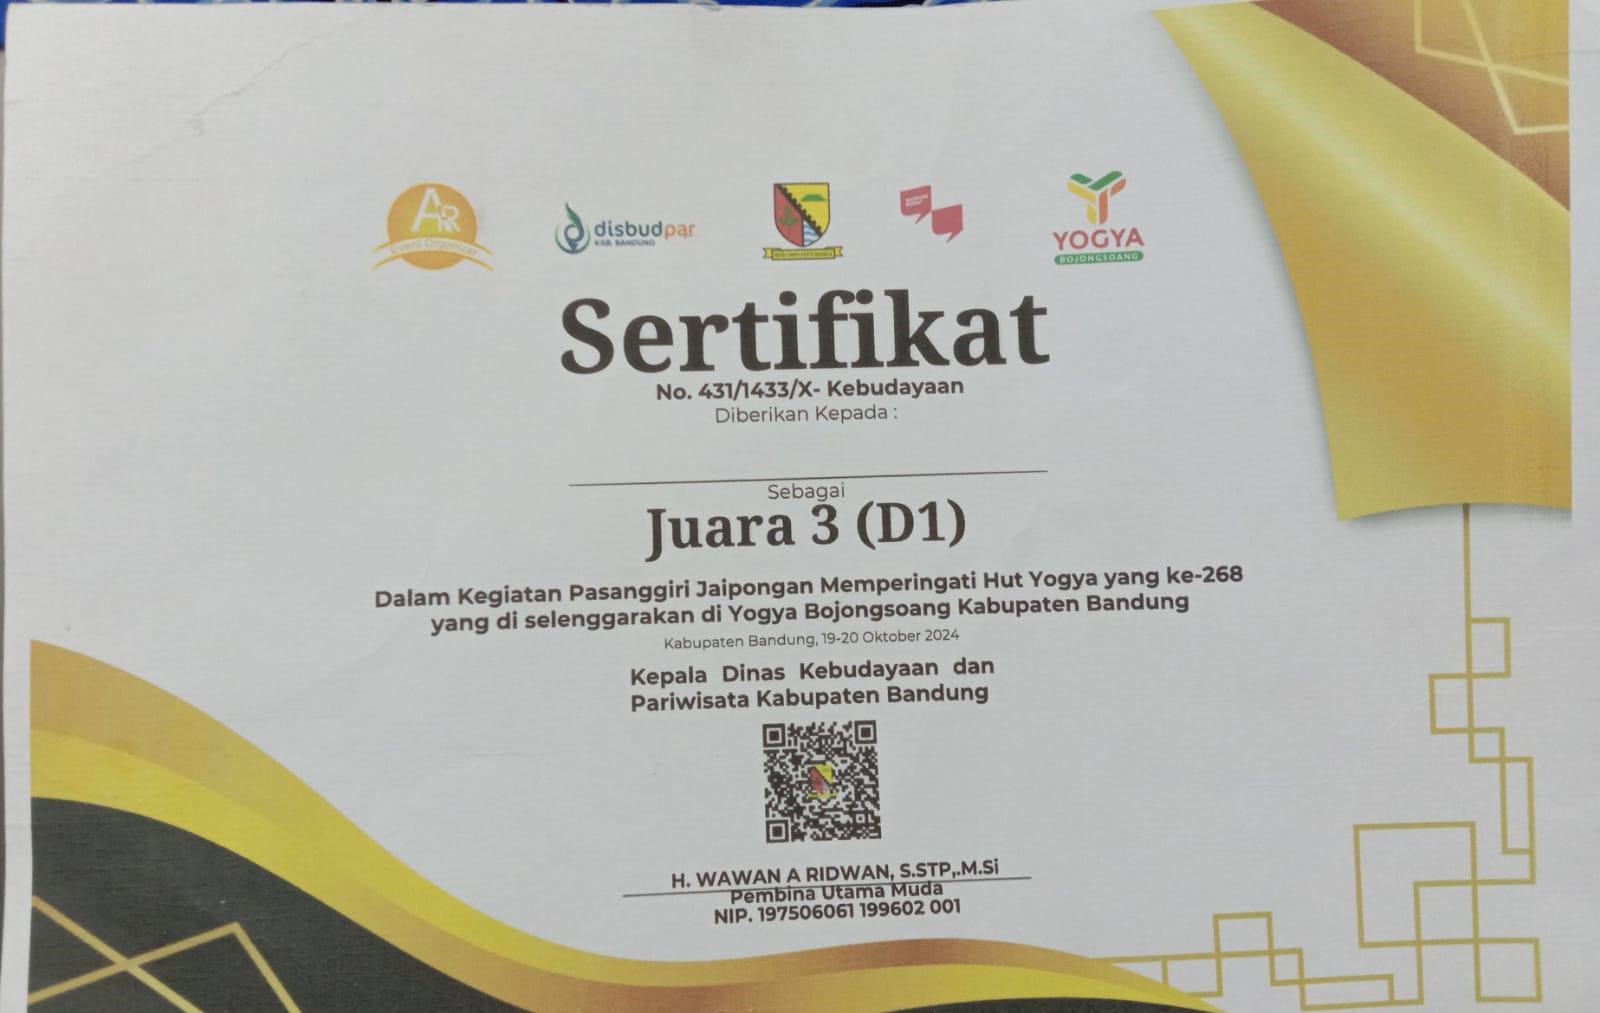 AR
Event Organizer
disbudpar
KAB. BANDUNG
YOGYA
BOJONGSOANG
Sertifikat
No. 431/1433/X- Kebudayaan
Diberikan Kepada :
Sebagai
Juara 3 (D1)
Dalam Kegiatan Pasanggiri Jaipongan Memperingati Hut Yogya yang ke-268
yang di selenggarakan di Yogya Bojongsoang Kabupaten Bandung
Kabupaten Bandung, 19-20 Oktober 2024
Kepala Dinas Kebudayaan dan
Pariwisata Kabupaten Bandung
H. WAWAN A RIDWAN, S.STP,.M.Si
Pembina Utama Muda
NIP. 197506061 199602 001